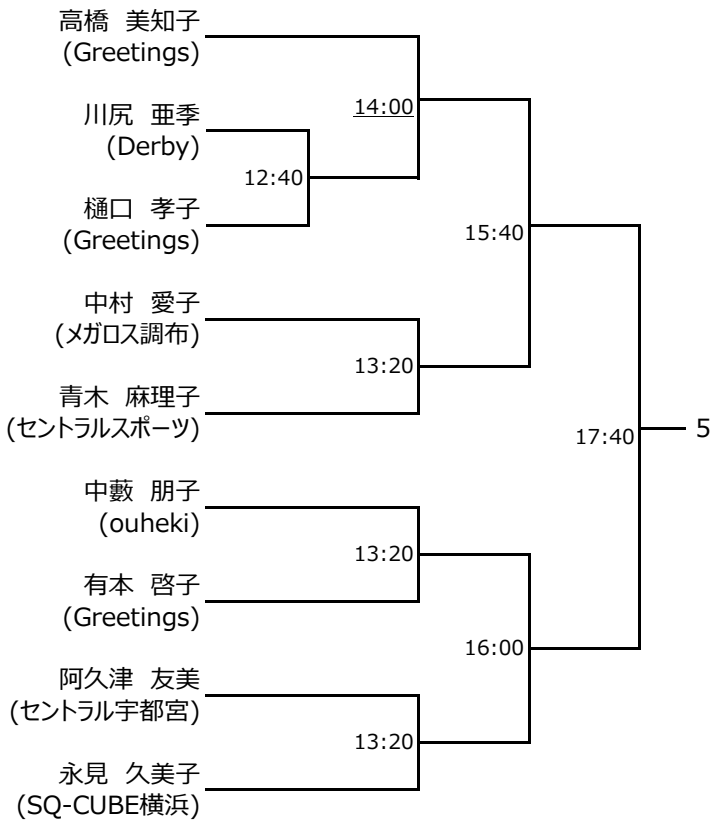 高橋 美知子
(Greetings)
14:00
川尻 亜季
(Derby)
12:40
樋口 孝子
(Greetings)
15:40
中村 愛子
(メガロス調布)
13:20
青木 麻理子
(セントラルスポーツ)
17:40
5
中藪 朋子
(ouheki)
13:20
有本 啓子
(Greetings)
16:00
阿久津 友美
(セントラル宇都宮)
13:20
永見 久美子
(SQ-CUBE横浜)